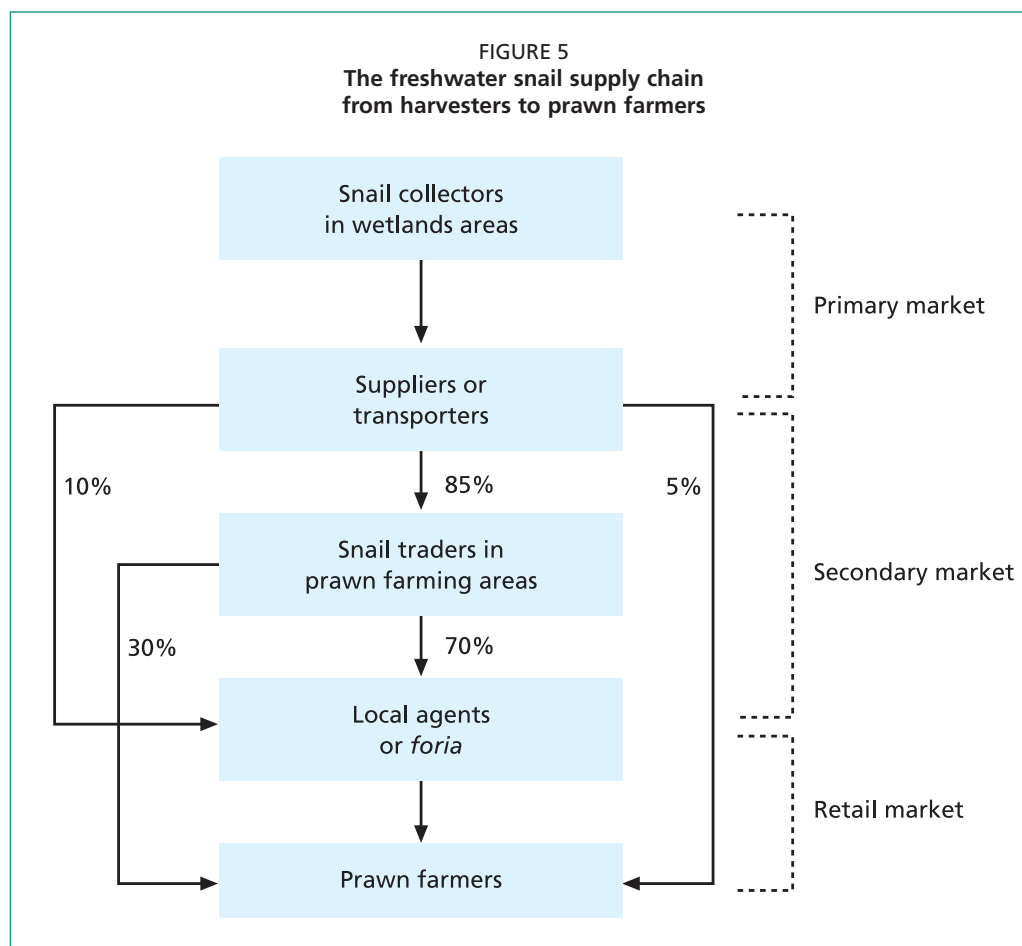 FIGURE 5
The freshwater snail supply chain
from harvesters to prawn farmers
Snail collectors
in wetlands areas
Primary market
Suppliers or
transporters
10%
85%
5%
Snail traders in
prawn farming areas
Secondary market
30%
70%
Local agents
or foria
Retail market
Prawn farmers